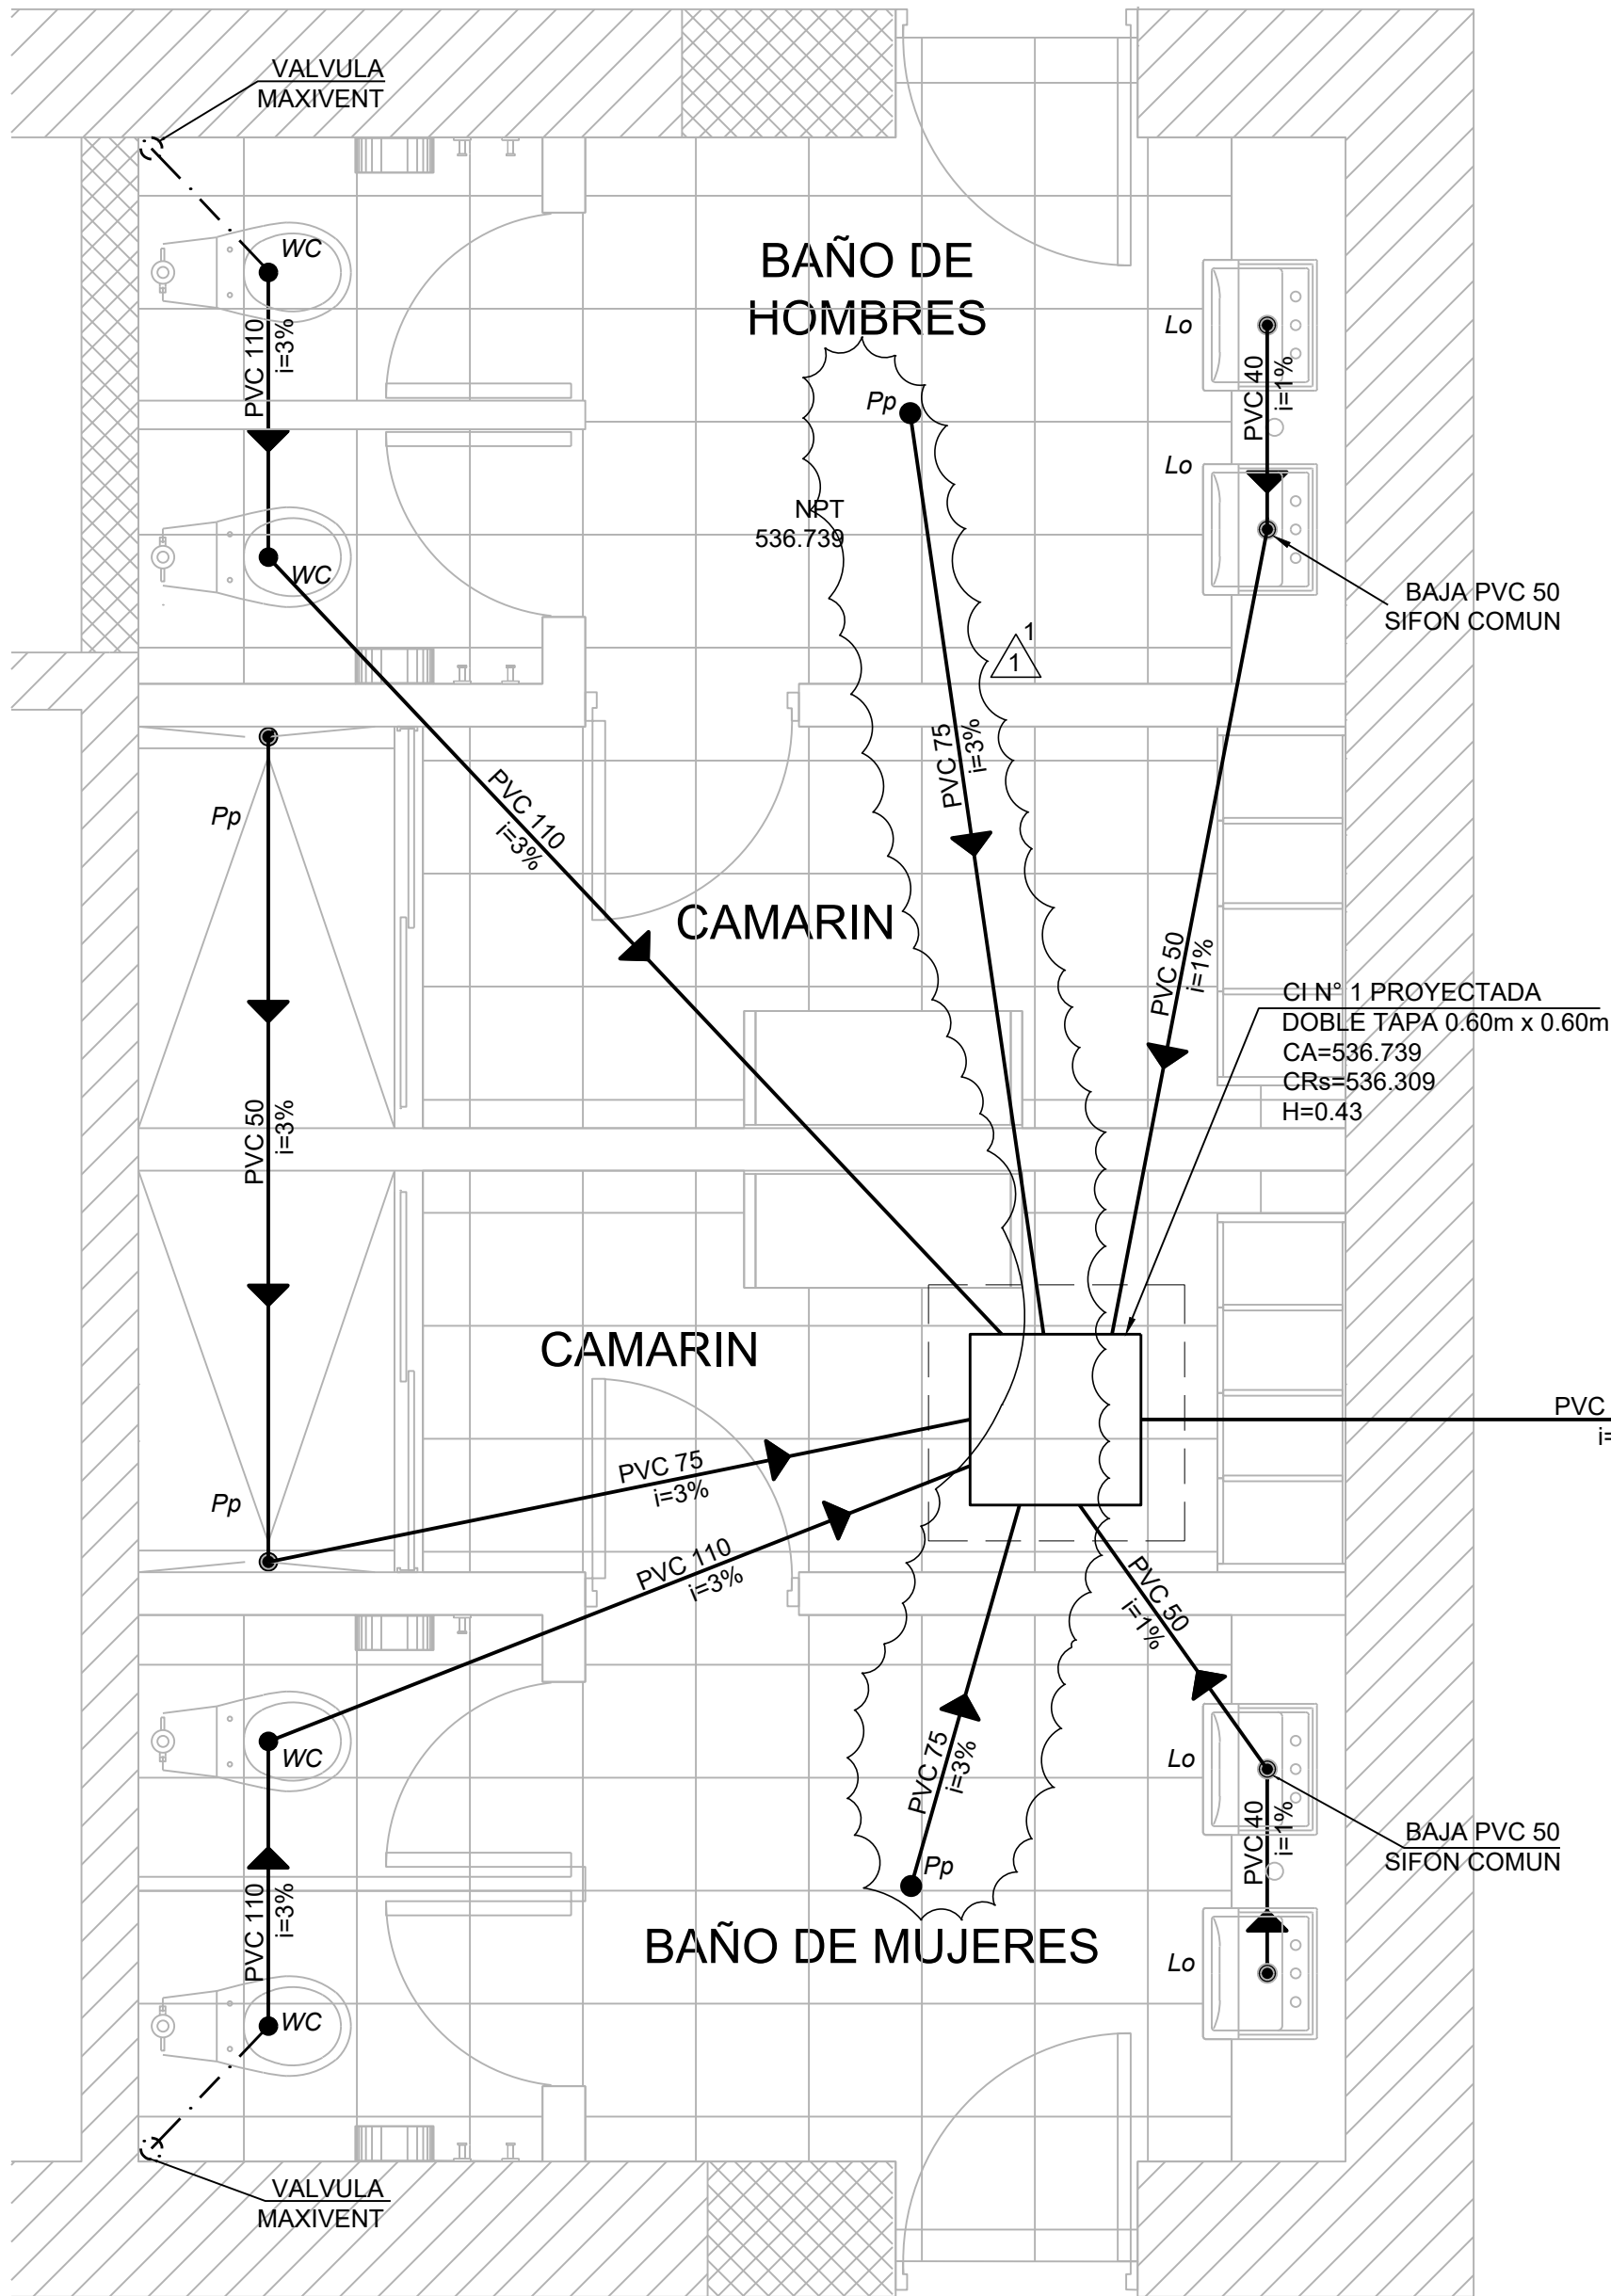 VALVULA
MAXIVENT
WC
PVC 110
i=3%
WC
BAÑO DE
HOMBRES
Pp
NPT
536.739
Lo
PVC 40
i=1%
Lo
BAJA PVC 50
SIFON COMUN
1
1
PVC 75
i=3%
Pp
PVC 110
i=3%
CAMARIN
PVC 50
i=1%
CI N° 1 PROYECTADA
DOBLE TAPA 0.60m x 0.60m
CA=536.739
CRs=536.309
H=0.43
PVC 50
i=3%
CAMARIN
PVC
i=
PVC 75
i=3%
Pp
PVC 110
i=3%
PVC 50
i=1%
WC
PVC 75
i=3%
Lo
PVC 40
i=1%
BAJA PVC 50
SIFON COMUN
Pp
PVC 110
i=3%
BAÑO DE MUJERES
Lo
WC
VALVULA
MAXIVENT